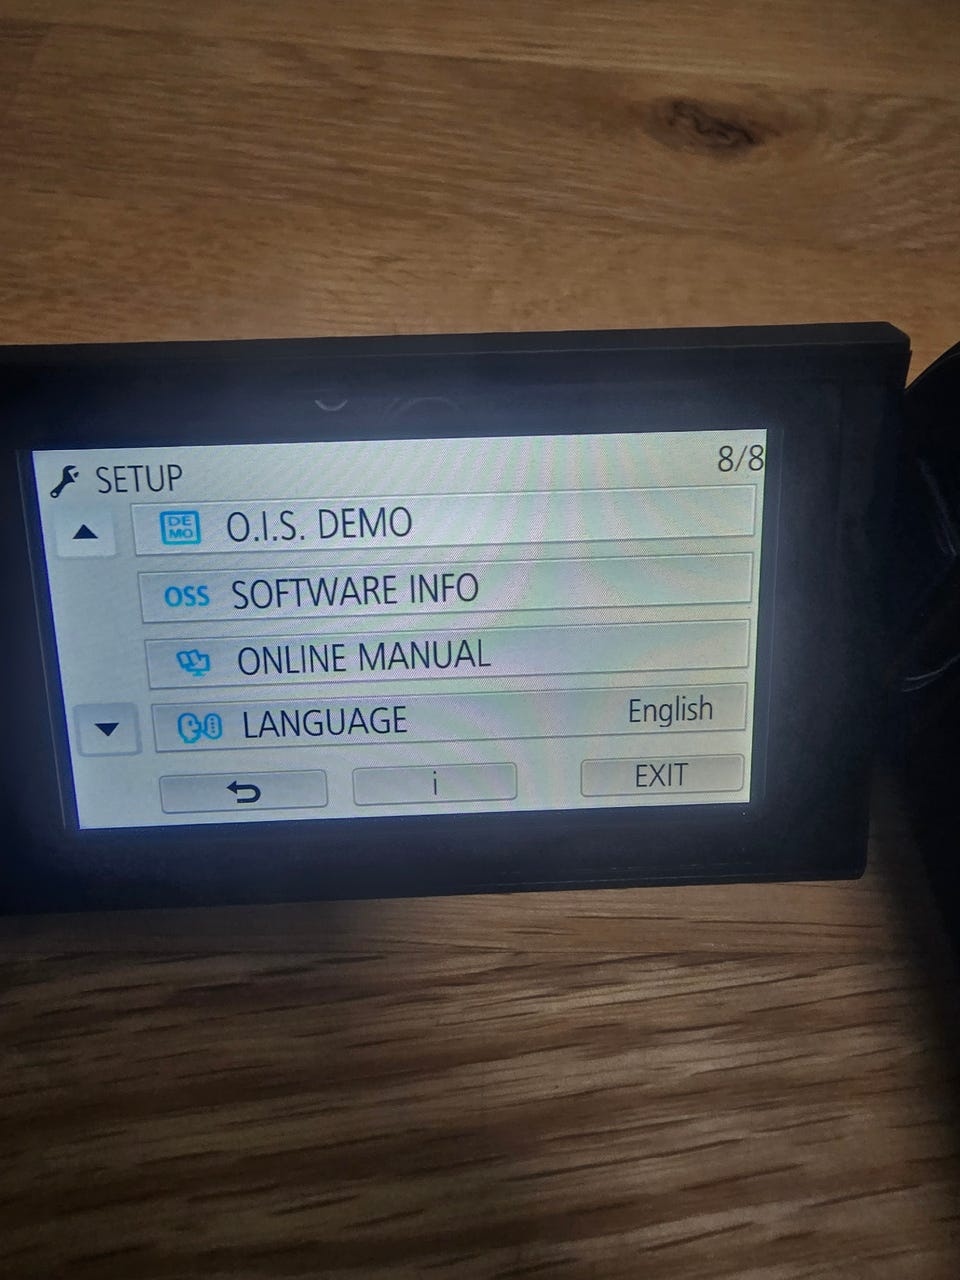 SETUP
8/8
DE
MO
O.I.S. DEMO
OSS SOFTWARE INFO
ONLINE MANUAL
LANGUAGE English
i
EXIT